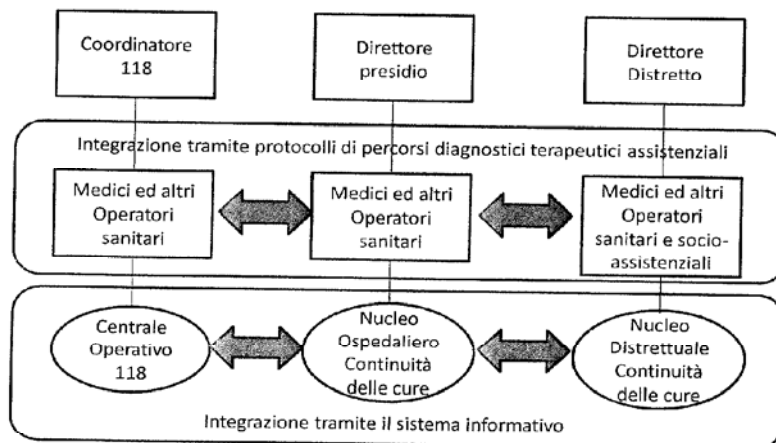 Coordinatore
118
Direttore
presidio
Direttore
Distretto
Integrazione tramite protocolli di percorsi diagnostici terapeutici assistenziali
Medici ed altri
Operatori
sanitari
Medici ed altri
Operatori
sanitari
Medici ed altri
Operatori
sanitari e socio-
assistenziali
Centrale
Operativo
118
Nucleo
Ospedaliero
Continuità
delle cure
Nucleo
Distrettuale
Continuità
delle cure
Integrazione tramite il sistema informativo